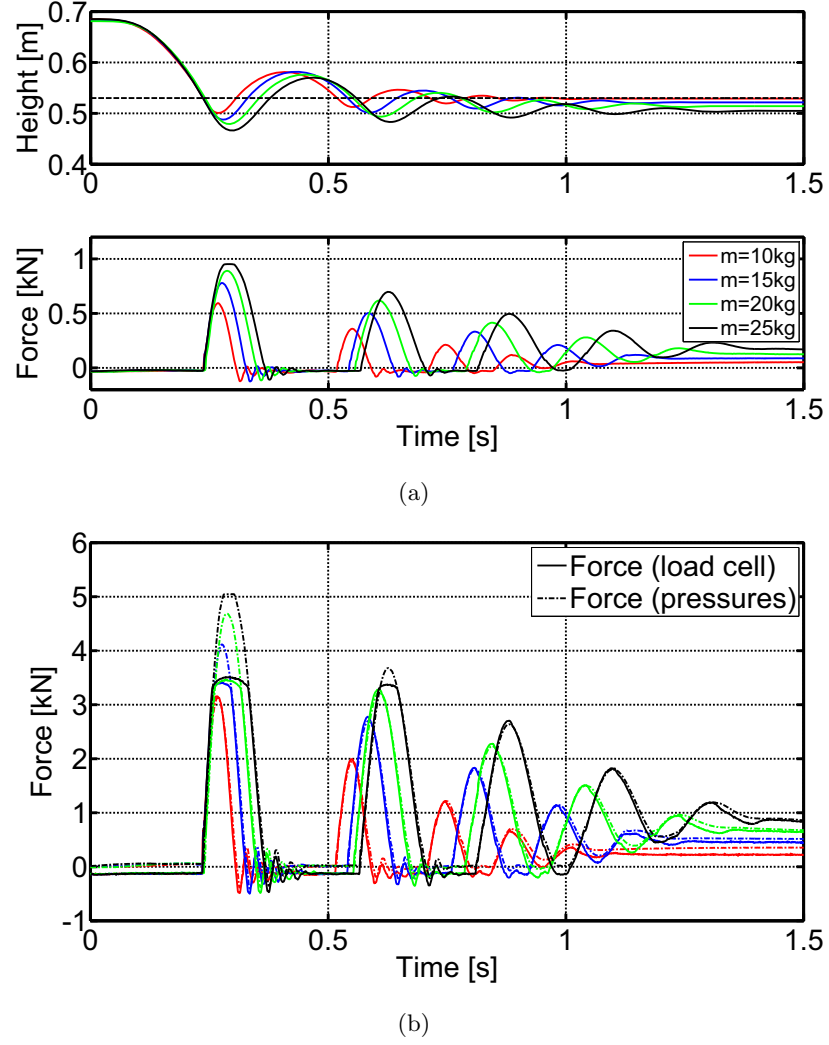 0.7
0.6
0.5
0.4
Height [m]
0 0.5 1 1.5
1
0.5
0
Force [kN]
m=10kg
m=15kg
m=20kg
m=25kg
0 0.5 1 1.5
Time [s]
(a)
6
5
4
3
2
1
0
-1
Force [kN]
Force (load cell)
Force (pressures)
0 0.5 1 1.5
Time [s]
(b)